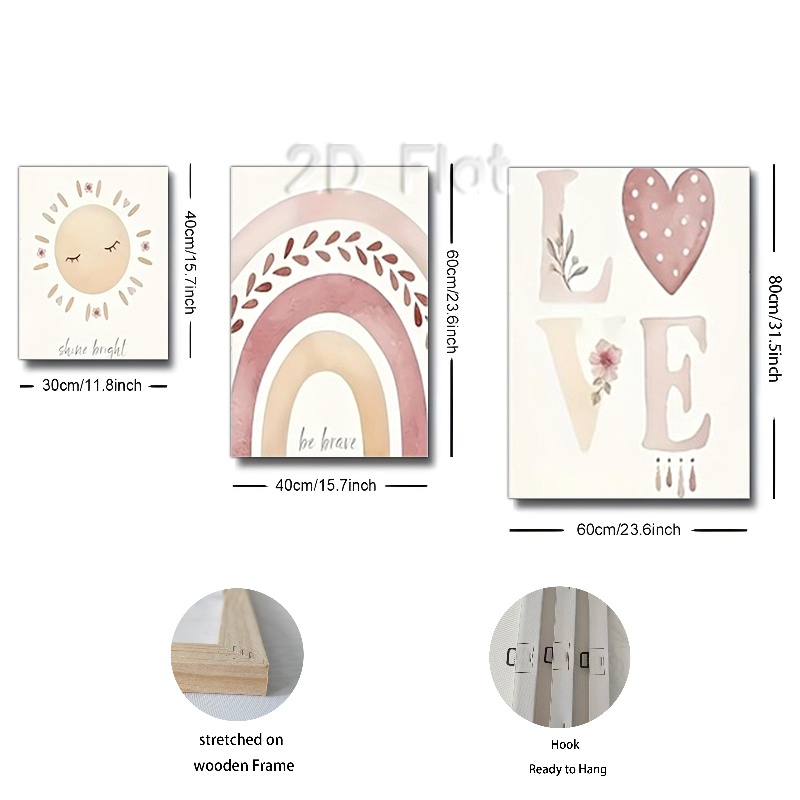 2D Flat
40cm/15.7inch
shine bright
30cm/11.8inch
60cm/23.6inch
be brave
40cm/15.7inch
L
VE
80cm/31.5inch
60cm/23.6inch
stretched on
wooden Frame
Hook
Ready to Hang